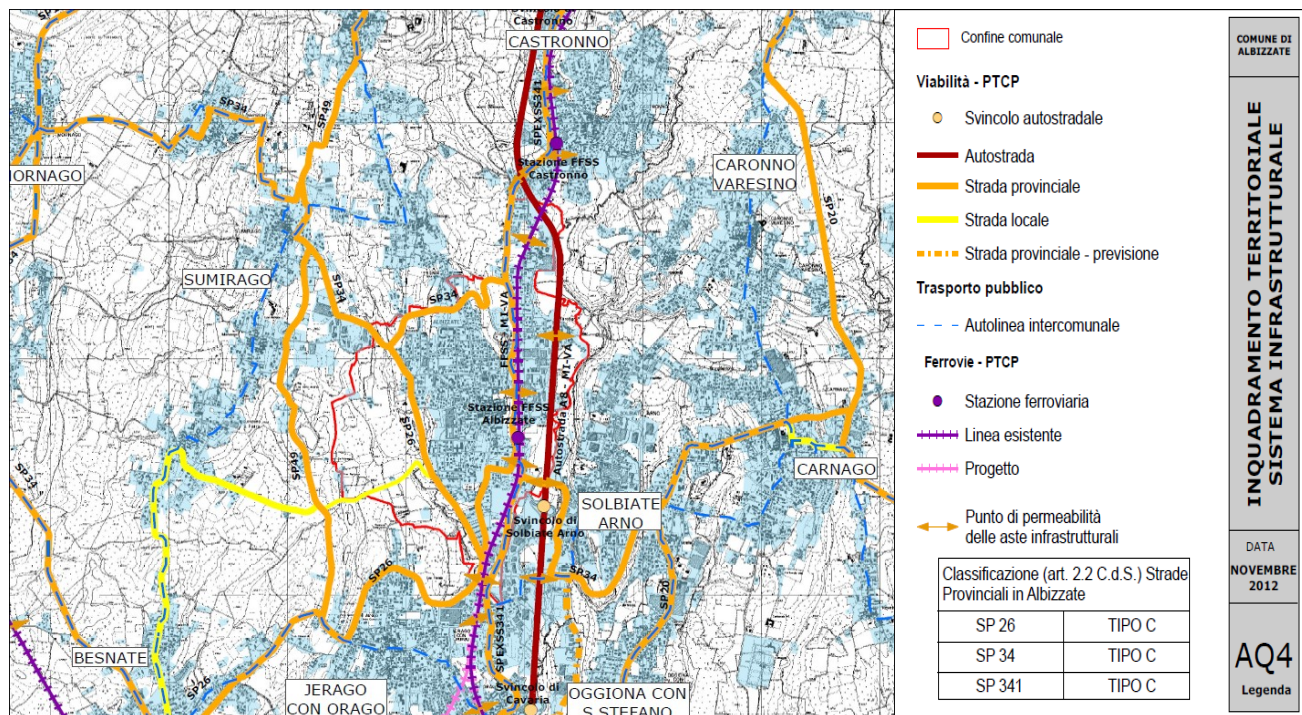 Svincolo di
Castronno
CASTRONNO
SP34
SP49
SPEXSS341
Stazione FFSS
Castronno
CARONNO
VARESINO
SP20
ORNAGO
SUMIRAGO
SP34
SP34
FFSS MI-VA
Autostrada A8 - MI-VA
Stazione FFSS
Albizzate
SP26
SP49
SP34
CARNAGO
SOLBIATE
ARNO
Svincolo di
Solbiate Arno
SP34
SP26
SP20
SPEXSS341
BESNATE
SP26
JERAGO
CON ORAGO
Svincolo di
Cavaria
OGGIONA CON
S.STEFANO
Confine comunale
Viabilità - PTCP
Svincolo autostradale
Autostrada
Strada provinciale
Strada locale
Strada provinciale - previsione
Trasporto pubblico
Autolinea intercomunale
Ferrovie - PTCP
Stazione ferroviaria
Linea esistente
Progetto
Punto di permeabilità
delle aste infrastrutturali
Classificazione (art. 2.2 C.d.S.) Strade
Provinciali in Albizzate
SP 26 TIPO C
SP 34 TIPO C
SP 341 TIPO C
COMUNE DI
ALBIZZATE
INQUADRAMENTO TERRITORIALE
SISTEMA INFRASTRUTTURALE
DATA
NOVEMBRE
2012
AQ4
Legenda